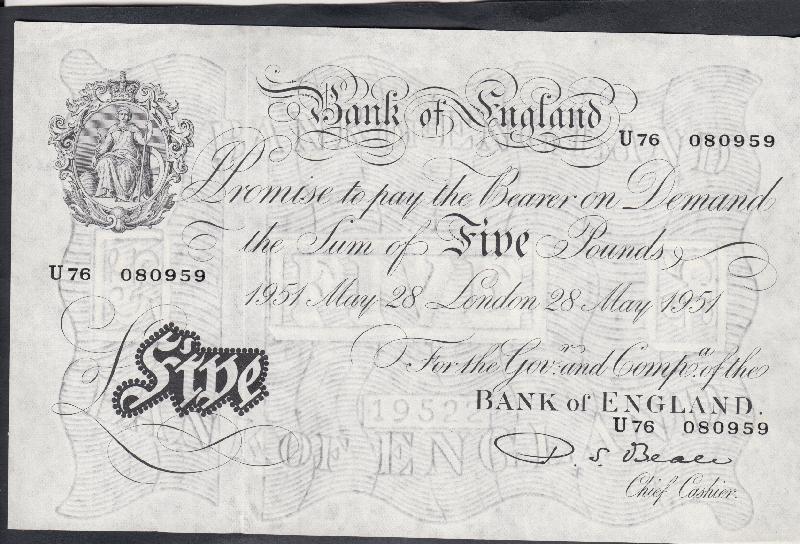 Bank of England
U76 080959
I Promise to pay the Bearer on Demand
the Sum of Five Pounds
U76 080959
1951 May 28 London 28 May 1951
Five
For the Govr. and Compa. of the
BANK of ENGLAND.
U76 080959
P. S. Beale
Chief Cashier.
FIVE